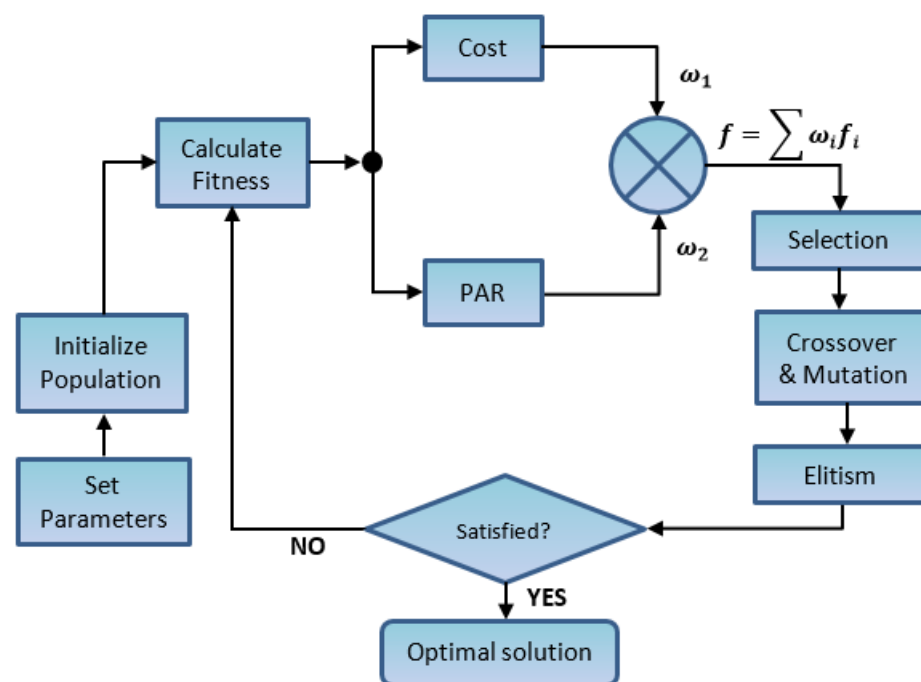 Cost
ω₁
Calculate
Fitness
f = ∑ ωᵢfᵢ
Selection
ω₂
PAR
Initialize
Population
Crossover
& Mutation
Set
Parameters
Elitism
Satisfied?
NO
YES
Optimal solution